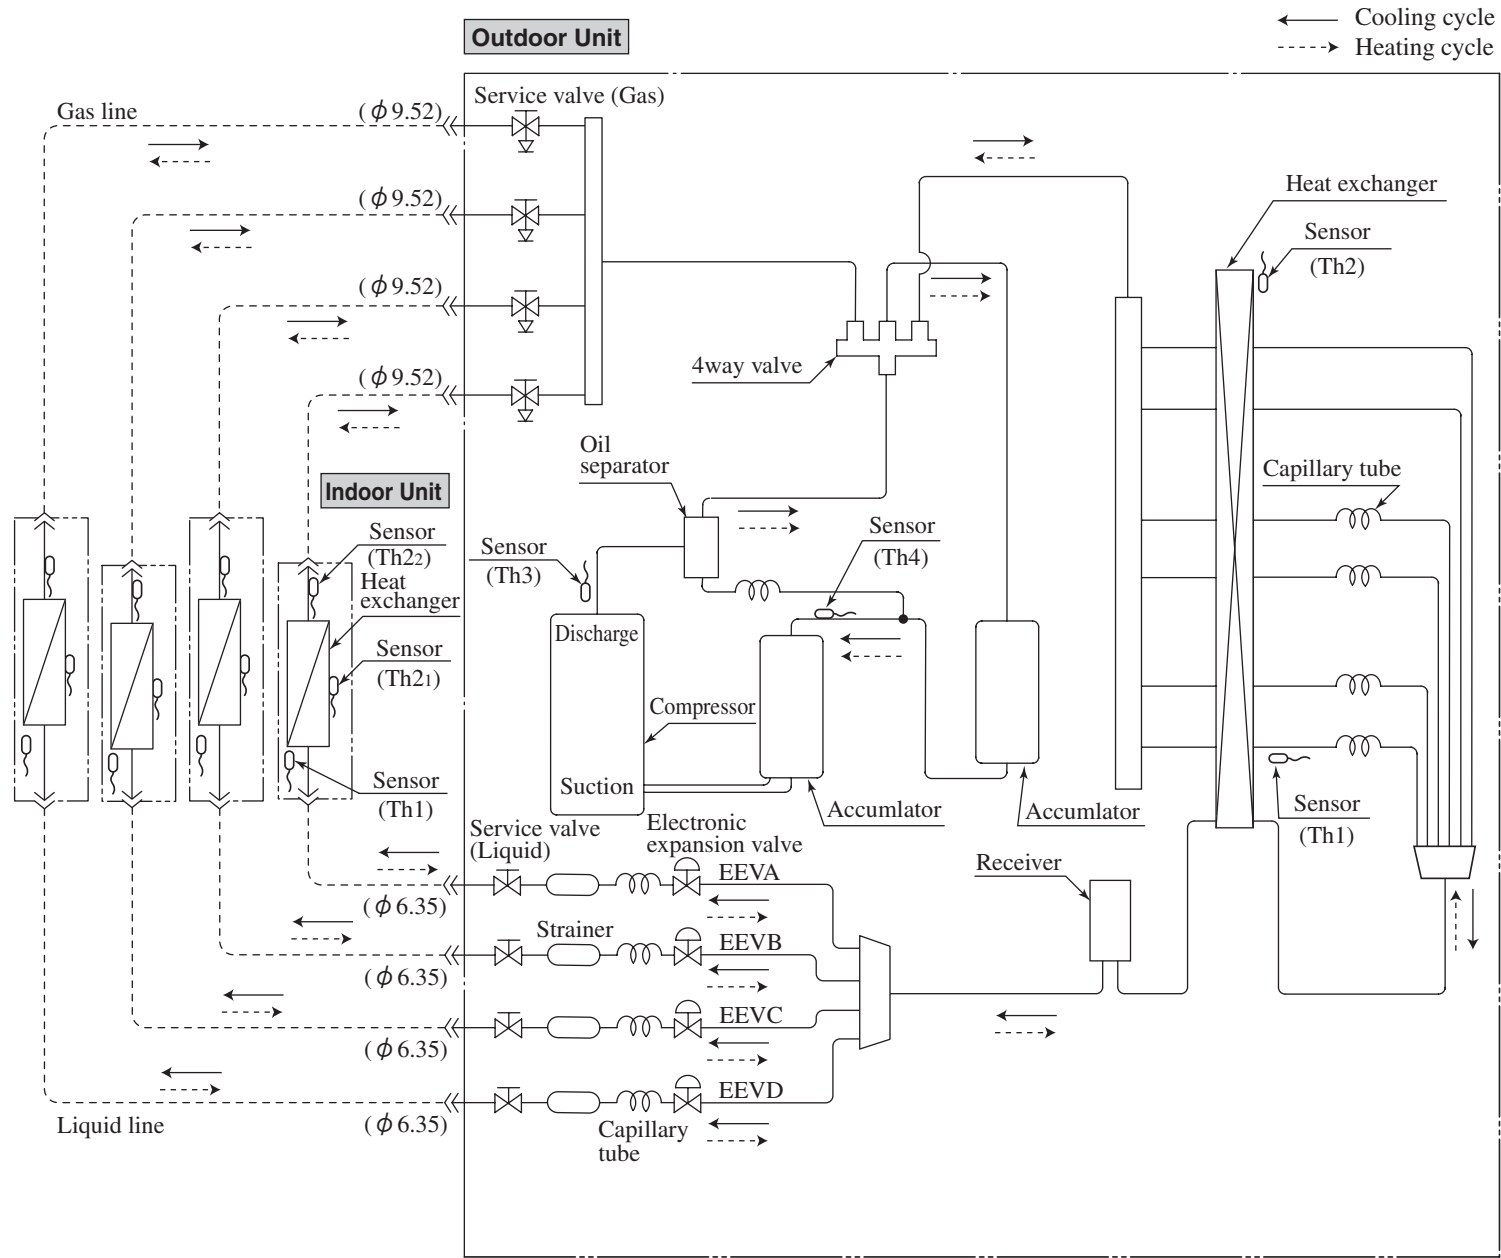 Cooling cycle
Heating cycle
Outdoor Unit
Service valve (Gas)
Gas line
(ϕ9.52)
(ϕ9.52)
(ϕ9.52)
(ϕ9.52)
Heat exchanger
Sensor
(Th2)
4way valve
Oil
separator
Capillary tube
Indoor Unit
Sensor
(Th22)
Heat
exchanger
Sensor
(Th21)
Sensor
(Th1)
Sensor
(Th3)
Sensor
(Th4)
Discharge
Compressor
Suction
Accumlator
Accumlator
Sensor
(Th1)
Service valve
(Liquid)
Electronic
expansion valve
Receiver
EEVA
(ϕ6.35)
Strainer
EEVB
(ϕ6.35)
EEVC
(ϕ6.35)
EEVD
(ϕ6.35)
Liquid line
Capillary
tube